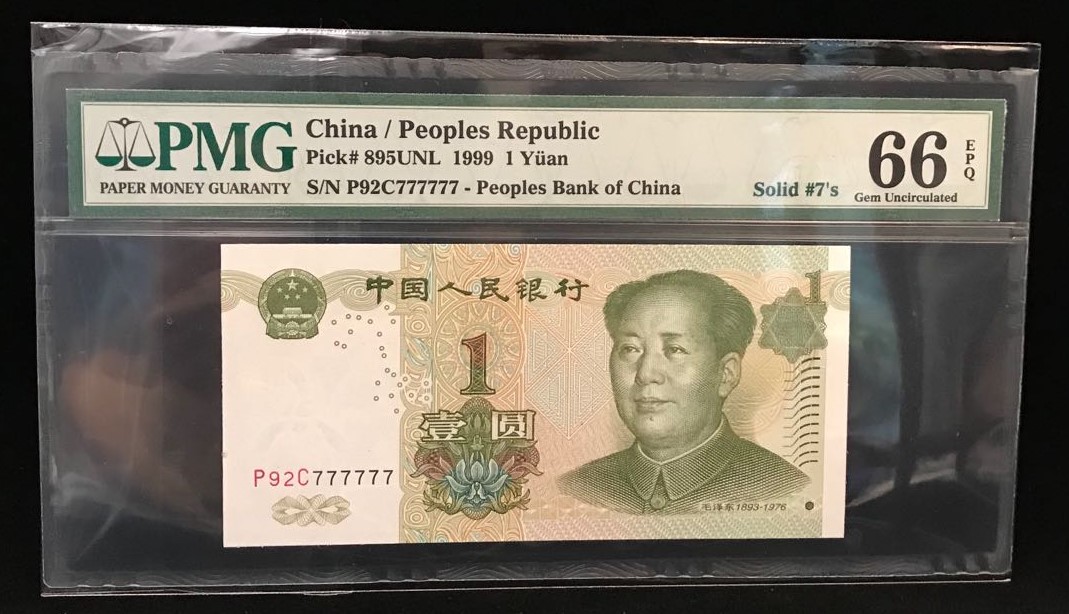 PMG
PAPER MONEY GUARANTY
China / Peoples Republic
Pick# 895UNL 1999 1 Yüan
S/N P92C777777 - Peoples Bank of China
Solid #7's
66
EPQ
Gem Uncirculated
中国人民银行
1
1
壹圆
P92C777777
毛泽东1893-1976